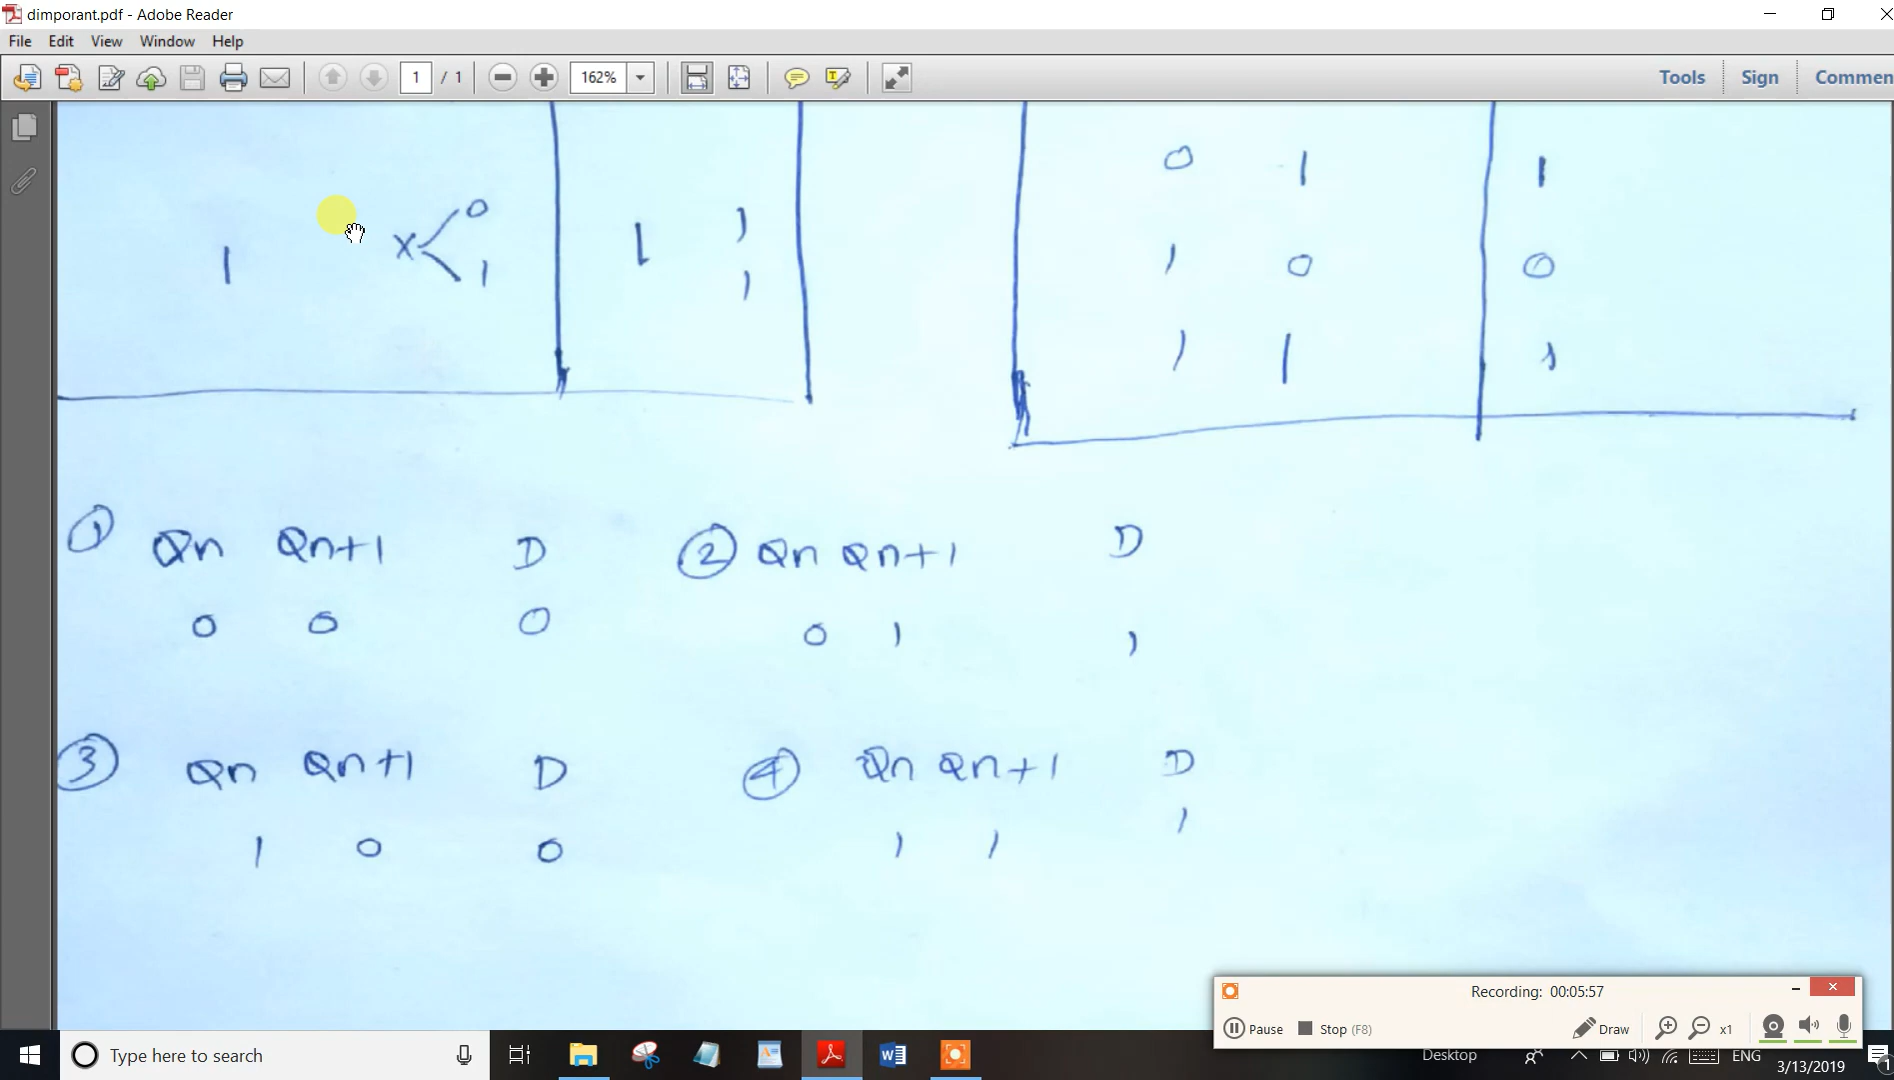 dimporant.pdf - Adobe Reader
File Edit View Window Help
1 / 1 162% Tools Sign Commen
0 1 1
X 0
1 1 1
1 0 0
1 1
1 1 1
① Qn Qn+1 D ② Qn Qn+1 D
0 0 0 0 1 1
③ Qn Qn+1 D ④ Qn Qn+1 D
1 0 0 1 1 1
Recording: 00:05:57
Pause Stop (F8) Draw x1
Type here to search Desktop ENG 3/13/2019 1